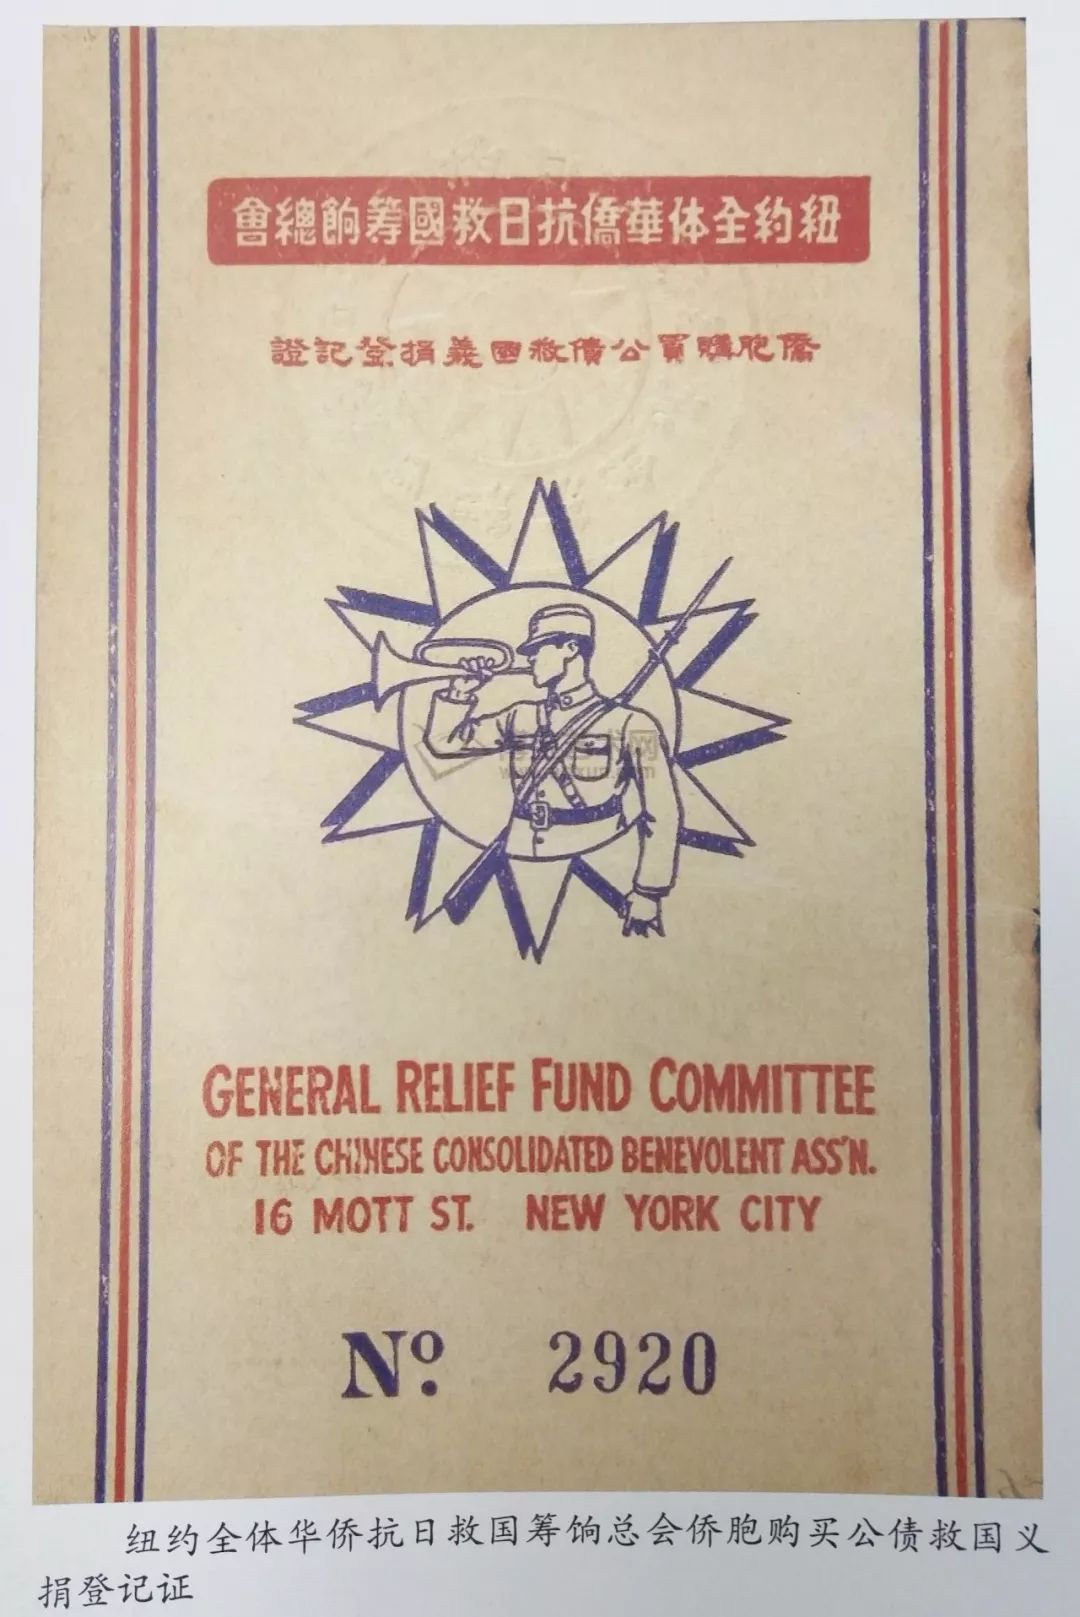 紐約全体華僑抗日救國籌餉總會
僑胞購買公債救國義捐登記證
GENERAL RELIEF FUND COMMITTEE
OF THE CHINESE CONSOLIDATED BENEVOLENT ASS'N.
16 MOTT ST. NEW YORK CITY
Nº. 2920
纽约全体华侨抗日救国筹饷总会侨胞购买公债救国义
捐登记证